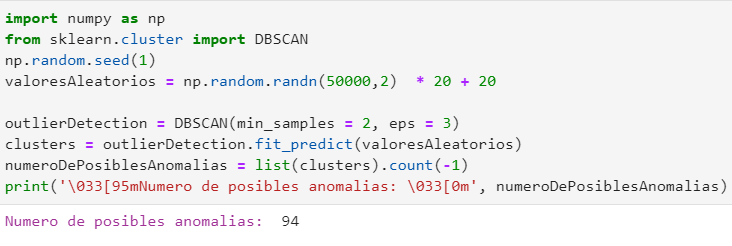 import numpy as np
from sklearn.cluster import DBSCAN
np.random.seed(1)
valoresAleatorios = np.random.randn(50000,2)  * 20 + 20

outlierDetection = DBSCAN(min_samples = 2, eps = 3)
clusters = outlierDetection.fit_predict(valoresAleatorios)
numeroDePosiblesAnomalias = list(clusters).count(-1)
print('\033[95mNumero de posibles anomalias: \033[0m', numeroDePosiblesAnomalias)
Numero de posibles anomalias:  94